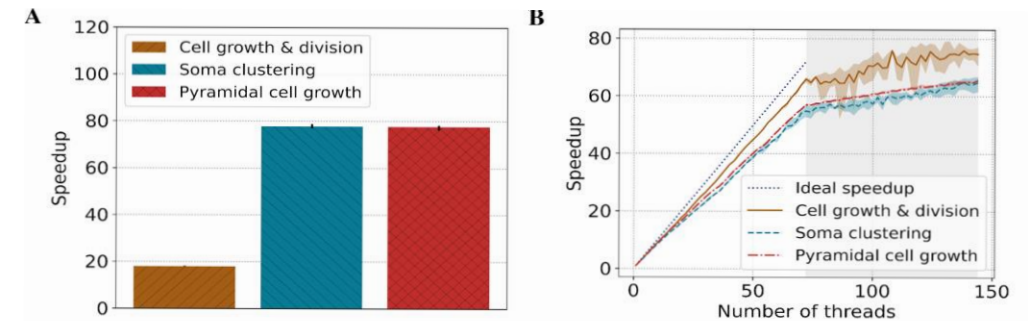 A
120
100
80
60
40
20
0
Speedup
Cell growth & division
Soma clustering
Pyramidal cell growth
B
80
60
40
20
0
Speedup
Ideal speedup
Cell growth & division
Soma clustering
Pyramidal cell growth
0
50
100
150
Number of threads